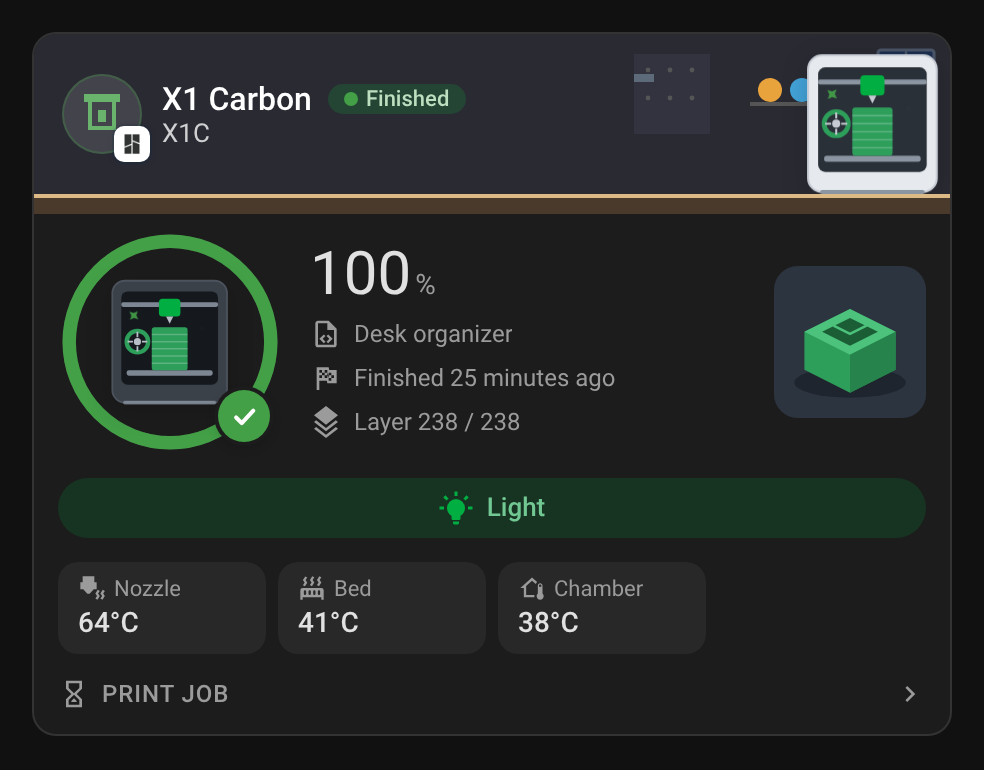 X1 Carbon
Finished
X1C
100 %
Desk organizer
Finished 25 minutes ago
Layer 238 / 238
Light
Nozzle
64°C
Bed
41°C
Chamber
38°C
PRINT JOB